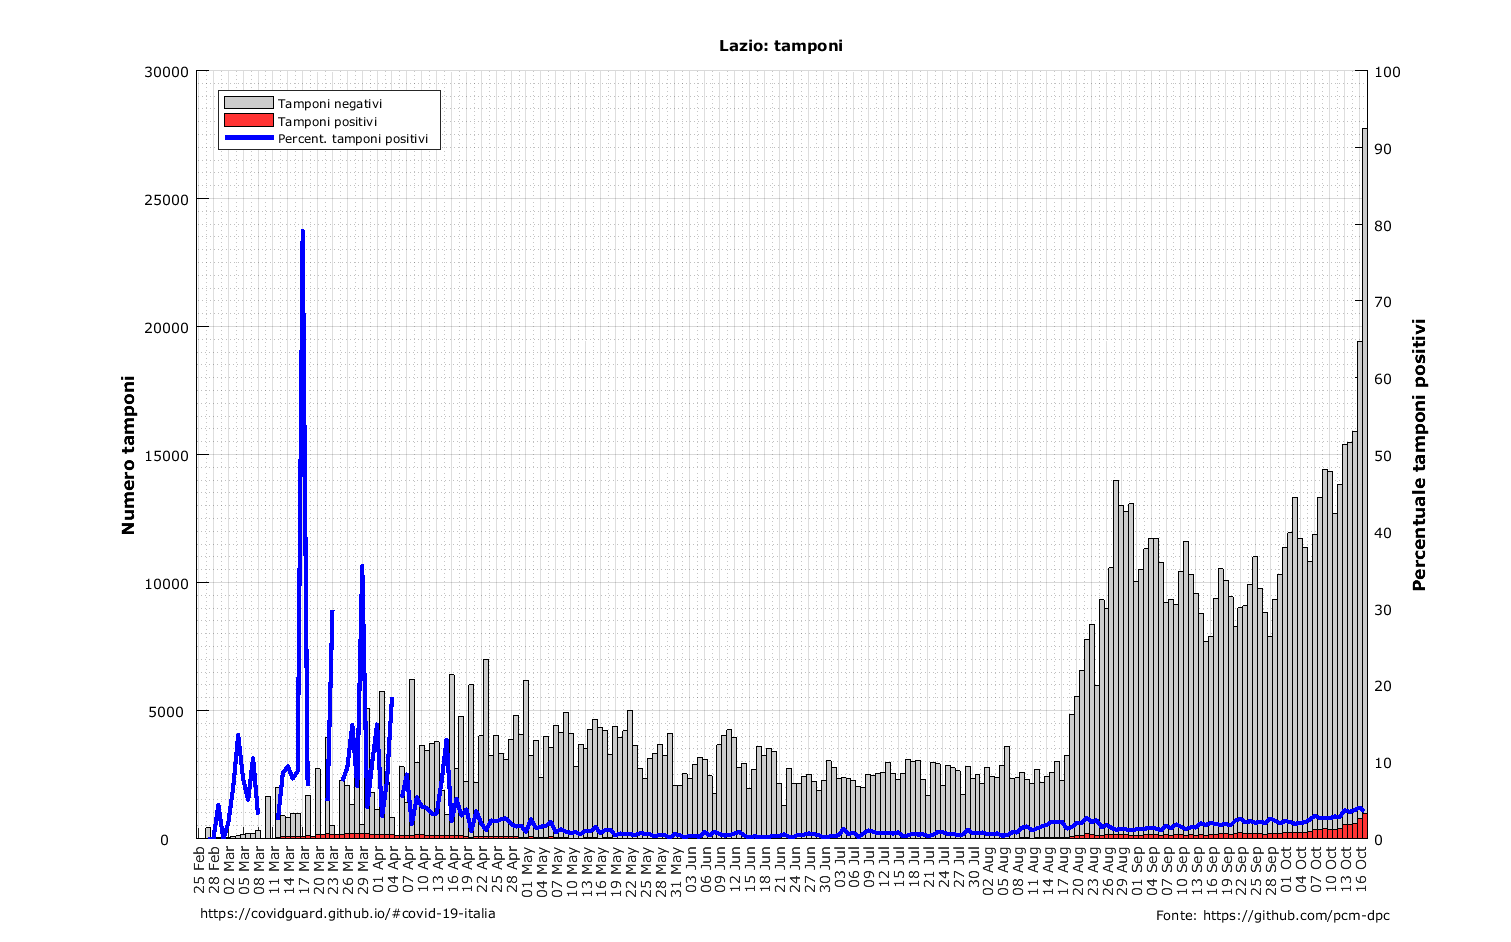 Lazio: tamponi
30000
25000
20000
15000
10000
5000
0
100
90
80
70
60
50
40
30
20
10
0
Tamponi negativi
Tamponi positivi
Percent. tamponi positivi
Numero tamponi
Percentuale tamponi positivi
25 Feb
28 Feb
02 Mar
05 Mar
08 Mar
11 Mar
14 Mar
17 Mar
20 Mar
23 Mar
26 Mar
29 Mar
01 Apr
04 Apr
07 Apr
10 Apr
13 Apr
16 Apr
19 Apr
22 Apr
25 Apr
28 Apr
01 May
04 May
07 May
10 May
13 May
16 May
19 May
22 May
25 May
28 May
31 May
03 Jun
06 Jun
09 Jun
12 Jun
15 Jun
18 Jun
21 Jun
24 Jun
27 Jun
30 Jun
03 Jul
06 Jul
09 Jul
12 Jul
15 Jul
18 Jul
21 Jul
24 Jul
27 Jul
30 Jul
02 Aug
05 Aug
08 Aug
11 Aug
14 Aug
17 Aug
20 Aug
23 Aug
26 Aug
29 Aug
01 Sep
04 Sep
07 Sep
10 Sep
13 Sep
16 Sep
19 Sep
22 Sep
25 Sep
28 Sep
01 Oct
04 Oct
07 Oct
10 Oct
13 Oct
16 Oct
https://covidguard.github.io/#covid-19-italia
Fonte: https://github.com/pcm-dpc